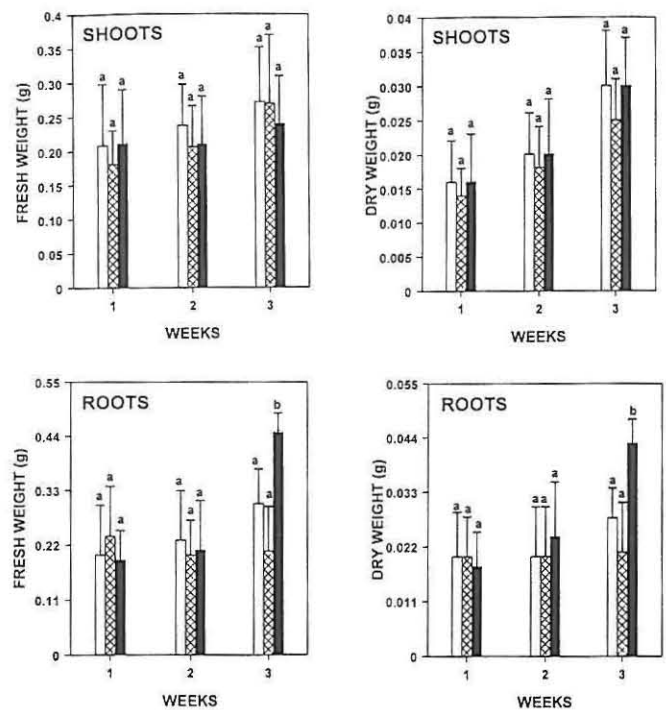 0.4
SHOOTS
0.35
0.30
0.25
0.20
0.15
0.10
0.05
0
FRESH WEIGHT (g)
a a a
a a a
a a a
1 2 3
WEEKS
0.04
SHOOTS
0.035
0.030
0.025
0.020
0.015
0.010
0.005
0
DRY WEIGHT (g)
a a a
a a a
a a a
1 2 3
WEEKS
0.55
ROOTS
0.44
0.33
0.22
0.11
0
FRESH WEIGHT (g)
a a a
a a a
a a b
1 2 3
WEEKS
0.055
ROOTS
0.044
0.033
0.022
0.011
0
DRY WEIGHT (g)
a a a
a a a
a a b
1 2 3
WEEKS